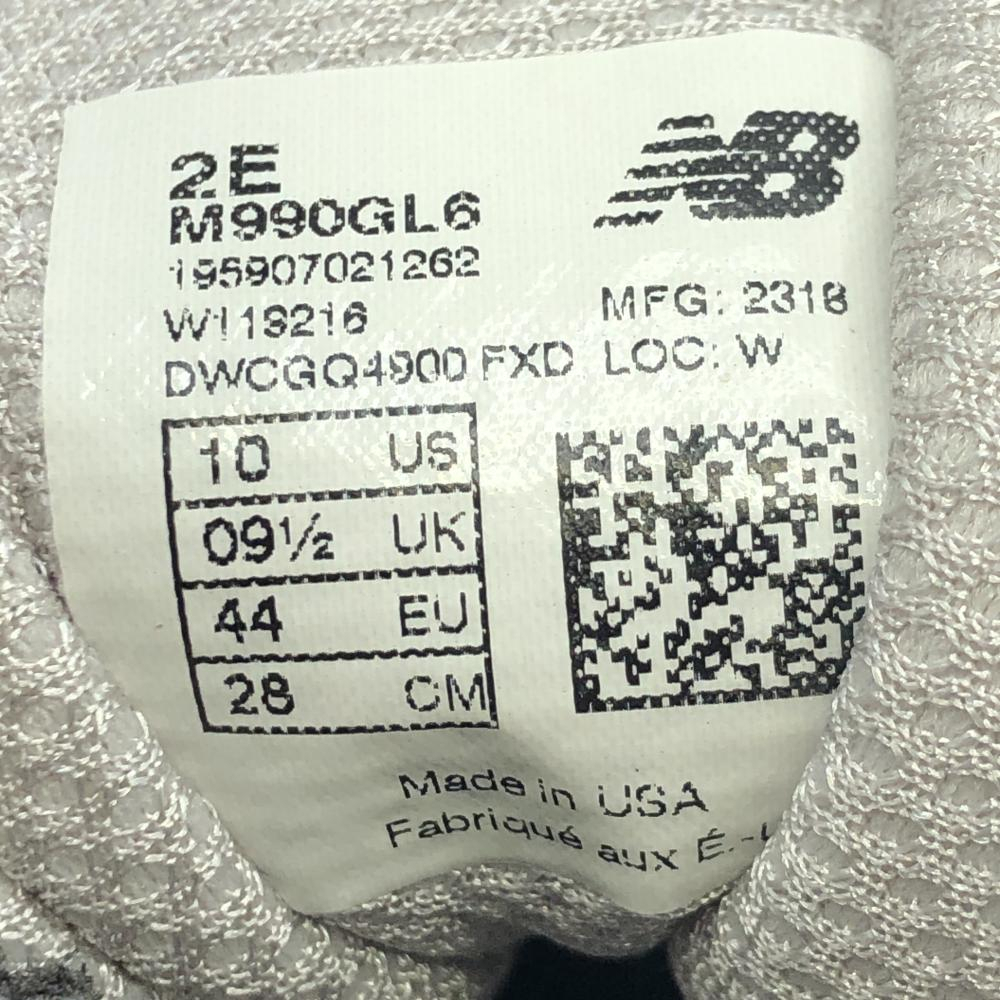 2E
M990GL6
195907021262
W119216
MFG: 2318
DWCGQ4900 FXD LOC: W
10 US
09½ UK
44 EU
28 CM
Made in USA
Fabriqué aux É.-